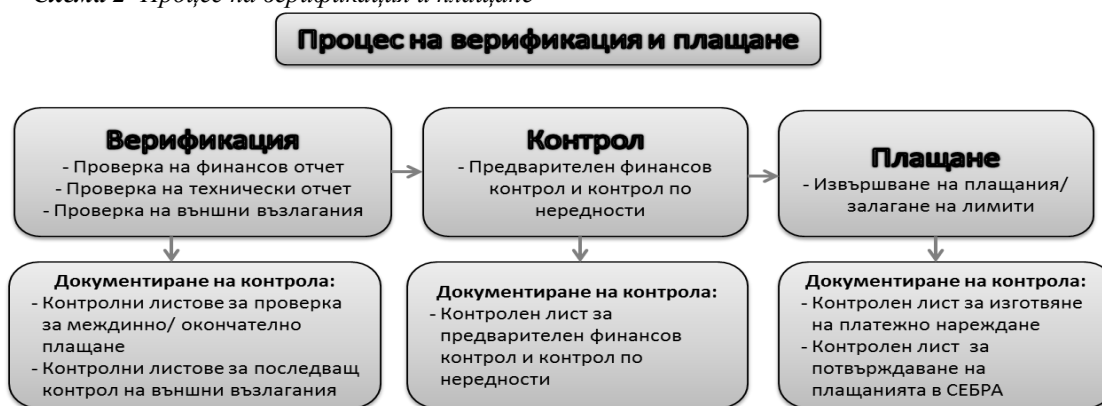 Схема 2 Процес на верификация и плащане
Процес на верификация и плащане
Верификация
- Проверка на финансов отчет
- Проверка на технически отчет
- Проверка на външни възлагания
Контрол
- Предварителен финансов
контрол и контрол по
нередности
Плащане
- Извършване на плащания/
залагане на лимити
Документиране на контрола:
- Контролни листове за проверка
за междинно/ окончателно
плащане
- Контролни листове за последващ
контрол на външни възлагания
Документиране на контрола:
- Контролен лист за
предварителен финансов
контрол и контрол по
нередности
Документиране на контрола:
- Контролен лист за изготвяне
на платежно нареждане
- Контролен лист за
потвърждаване на
плащанията в СЕБРА